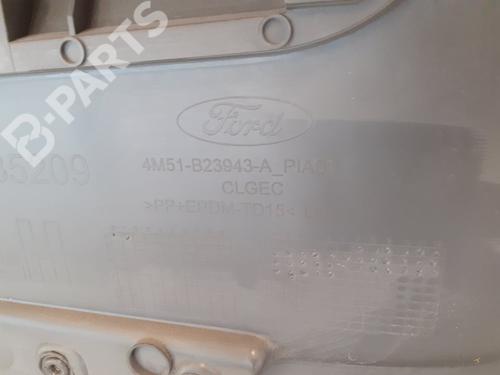 B-PARTS
Ford
35209
4M51-B23943-A_PIA
CLGEC
>PP+EPDM-TD15<